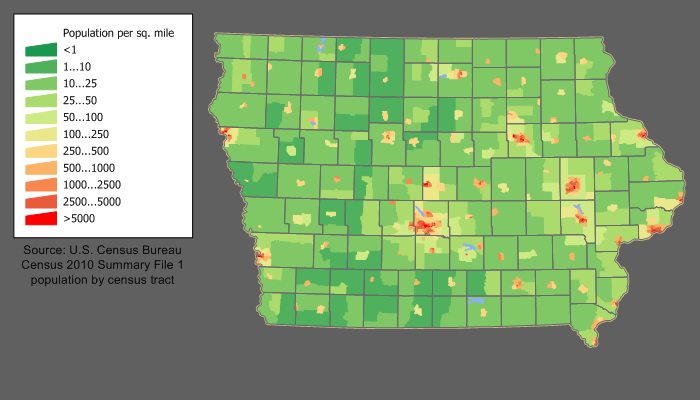 Population per sq. mile
<1
1...10
10...25
25...50
50...100
100...250
250...500
500...1000
1000...2500
2500...5000
>5000
Source: U.S. Census Bureau
Census 2010 Summary File 1
population by census tract